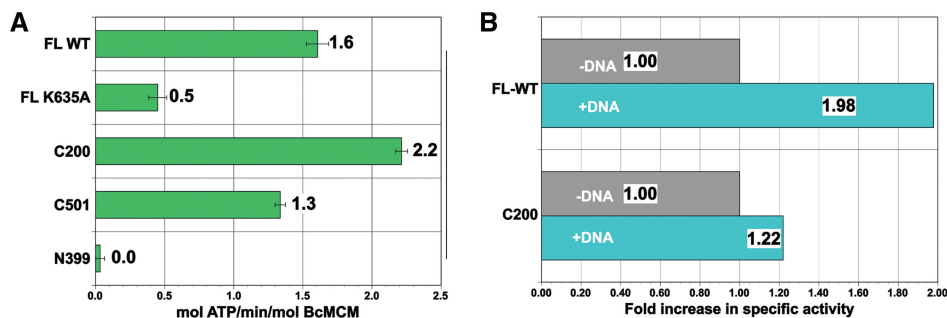 A
FL WT
1.6
FL K635A
0.5
C200
2.2
C501
1.3
N399
0.0
0.0 0.5 1.0 1.5 2.0 2.5
mol ATP/min/mol BcMCM
B
-DNA 1.00
FL-WT
+DNA 1.98
-DNA 1.00
C200
+DNA 1.22
0.00 0.20 0.40 0.60 0.80 1.00 1.20 1.40 1.60 1.80 2.00
Fold increase in specific activity